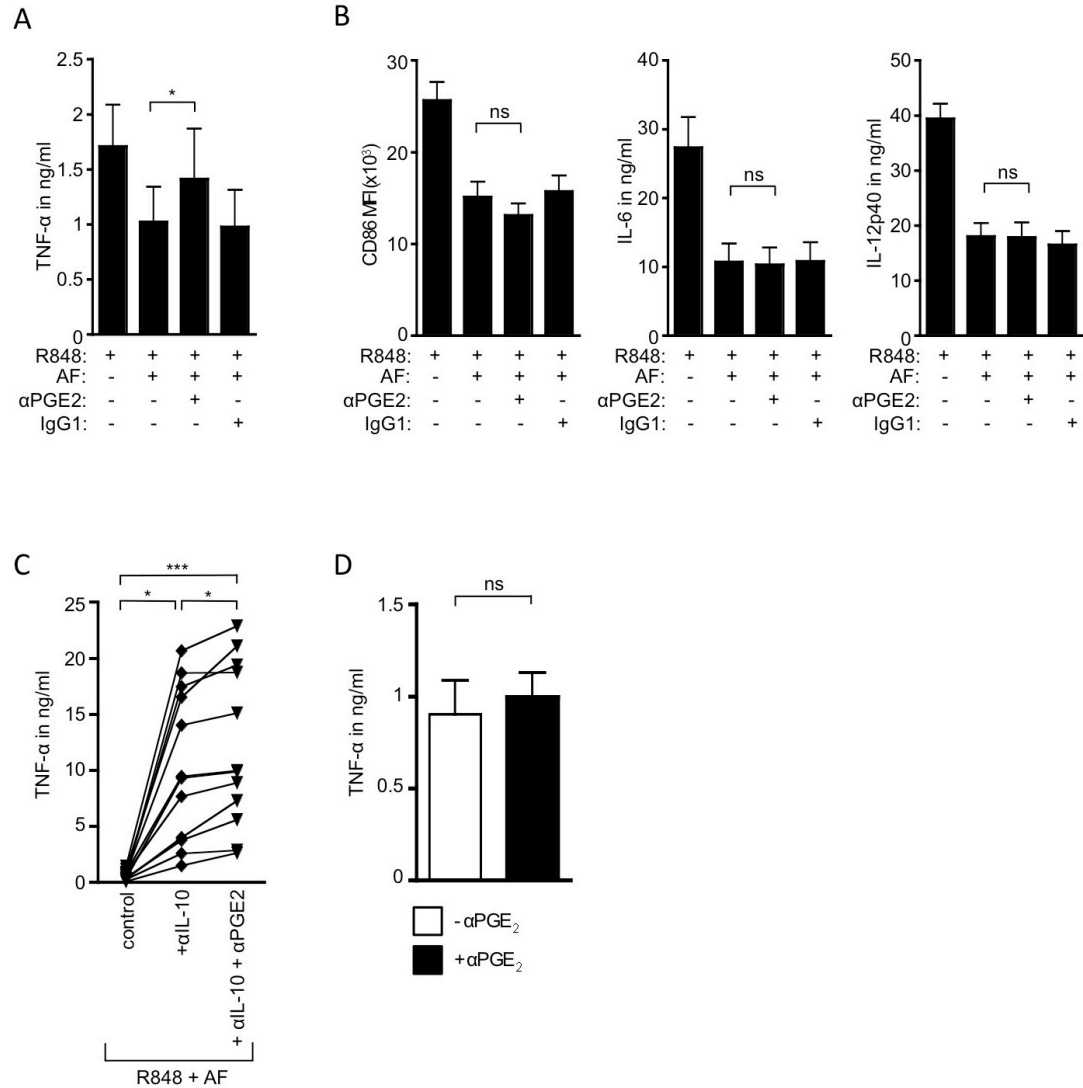 A
B
2.5
2
1.5
1
0.5
0
TNF-α in ng/ml
*
R848: + + + +
AF: - + + +
αPGE2: - - + -
IgG1: - - - +
30
20
10
0
CD86 MFI(x10³)
ns
R848: + + + +
AF: - + + +
αPGE2: - - + -
IgG1: - - - +
40
30
20
10
0
IL-6 in ng/ml
ns
R848: + + + +
AF: - + + +
αPGE2: - - + -
IgG1: - - - +
50
40
30
20
10
0
IL-12p40 in ng/ml
ns
R848: + + + +
AF: - + + +
αPGE2: - - + -
IgG1: - - - +
C
***
* *
25
20
15
10
5
0
TNF-α in ng/ml
control
+αIL-10
+ αIL-10 + αPGE2
R848 + AF
D
ns
1.5
1
0.5
0
TNF-α in ng/ml
- αPGE₂
+ αPGE₂